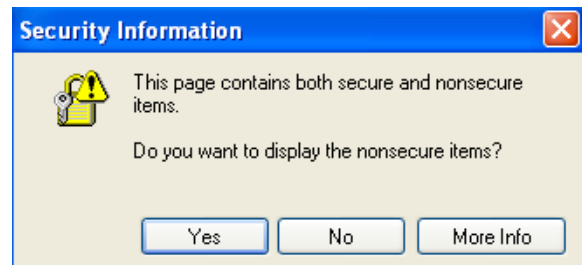 Security Information
This page contains both secure and nonsecure
items.
Do you want to display the nonsecure items?
Yes
No
More Info